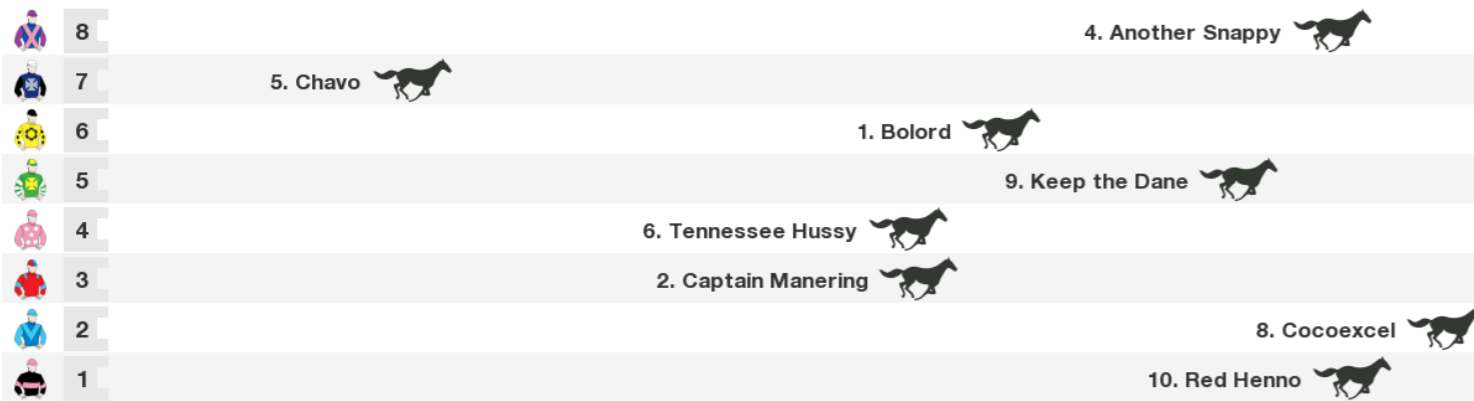 8 4. Another Snappy
7 5. Chavo
6 1. Bolord
5 9. Keep the Dane
4 6. Tennessee Hussy
3 2. Captain Manering
2 8. Cocoexcel
1 10. Red Henno